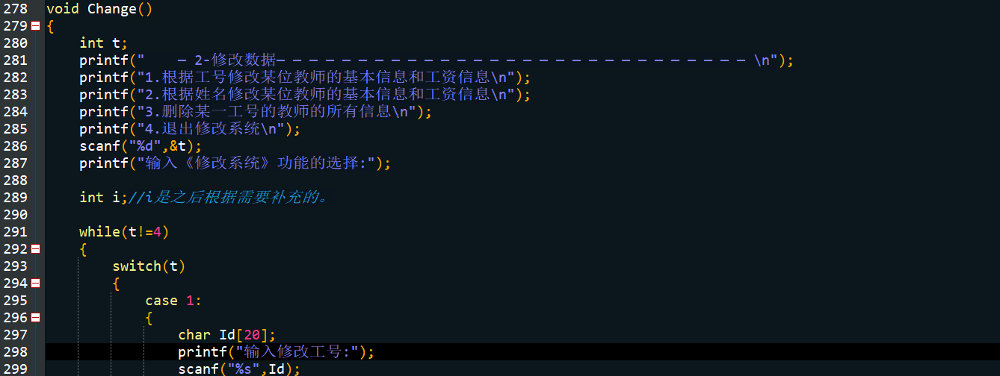 278 void Change()
279 {
280 int t;
281 printf("    — 2-修改数据— — — — — — — — — — — — — — — — — — — — — — — — — — — — — \n");
282 printf("1.根据工号修改某位教师的基本信息和工资信息\n");
283 printf("2.根据姓名修改某位教师的基本信息和工资信息\n");
284 printf("3.删除某一工号的教师的所有信息\n");
285 printf("4.退出修改系统\n");
286 scanf("%d",&t);
287 printf("输入《修改系统》功能的选择:");
288
289 int i;//i是之后根据需要补充的。
290
291 while(t!=4)
292 {
293 switch(t)
294 {
295 case 1:
296 {
297 char Id[20];
298 printf("输入修改工号:");
299 scanf("%s",Id);